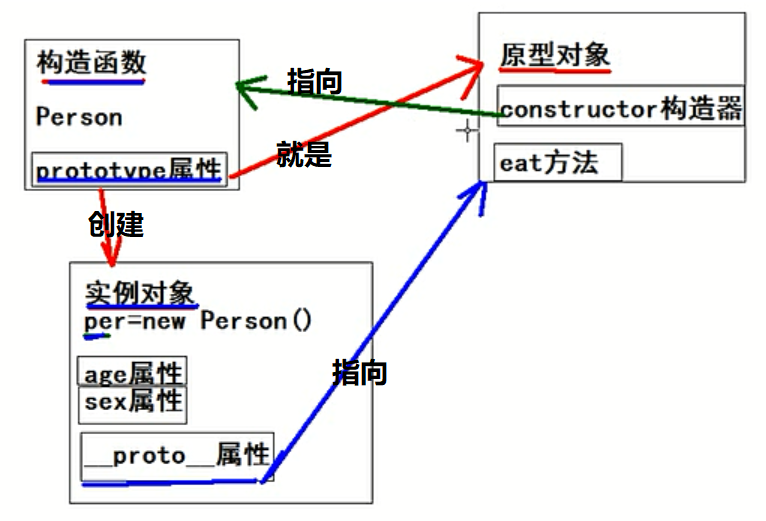 构造函数
Person
prototype属性
指向
就是
原型对象
constructor构造器
eat方法
创建
实例对象
per=new Person()
age属性
sex属性
__proto__属性
指向